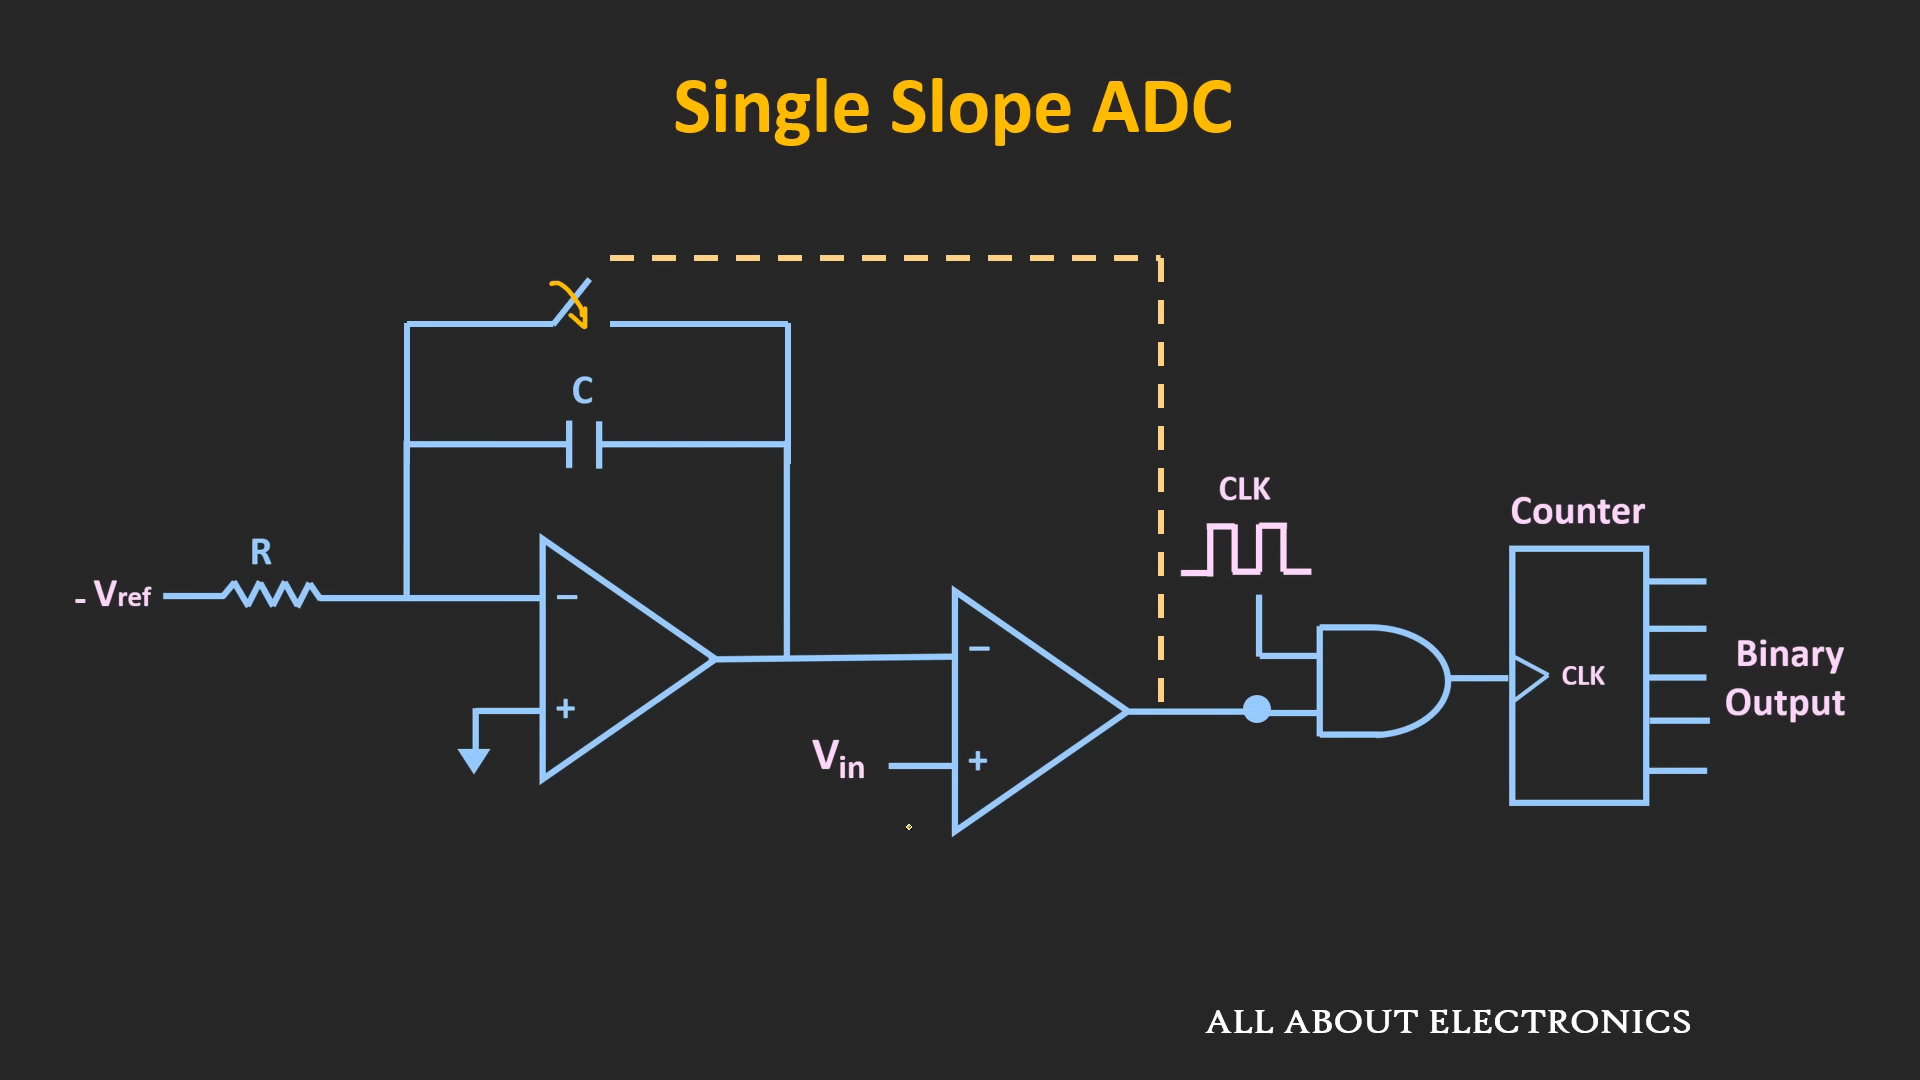 Single Slope ADC
C
CLK
Counter
R
- Vref
−
+
−
+
Vin
CLK
Binary
Output
ALL ABOUT ELECTRONICS